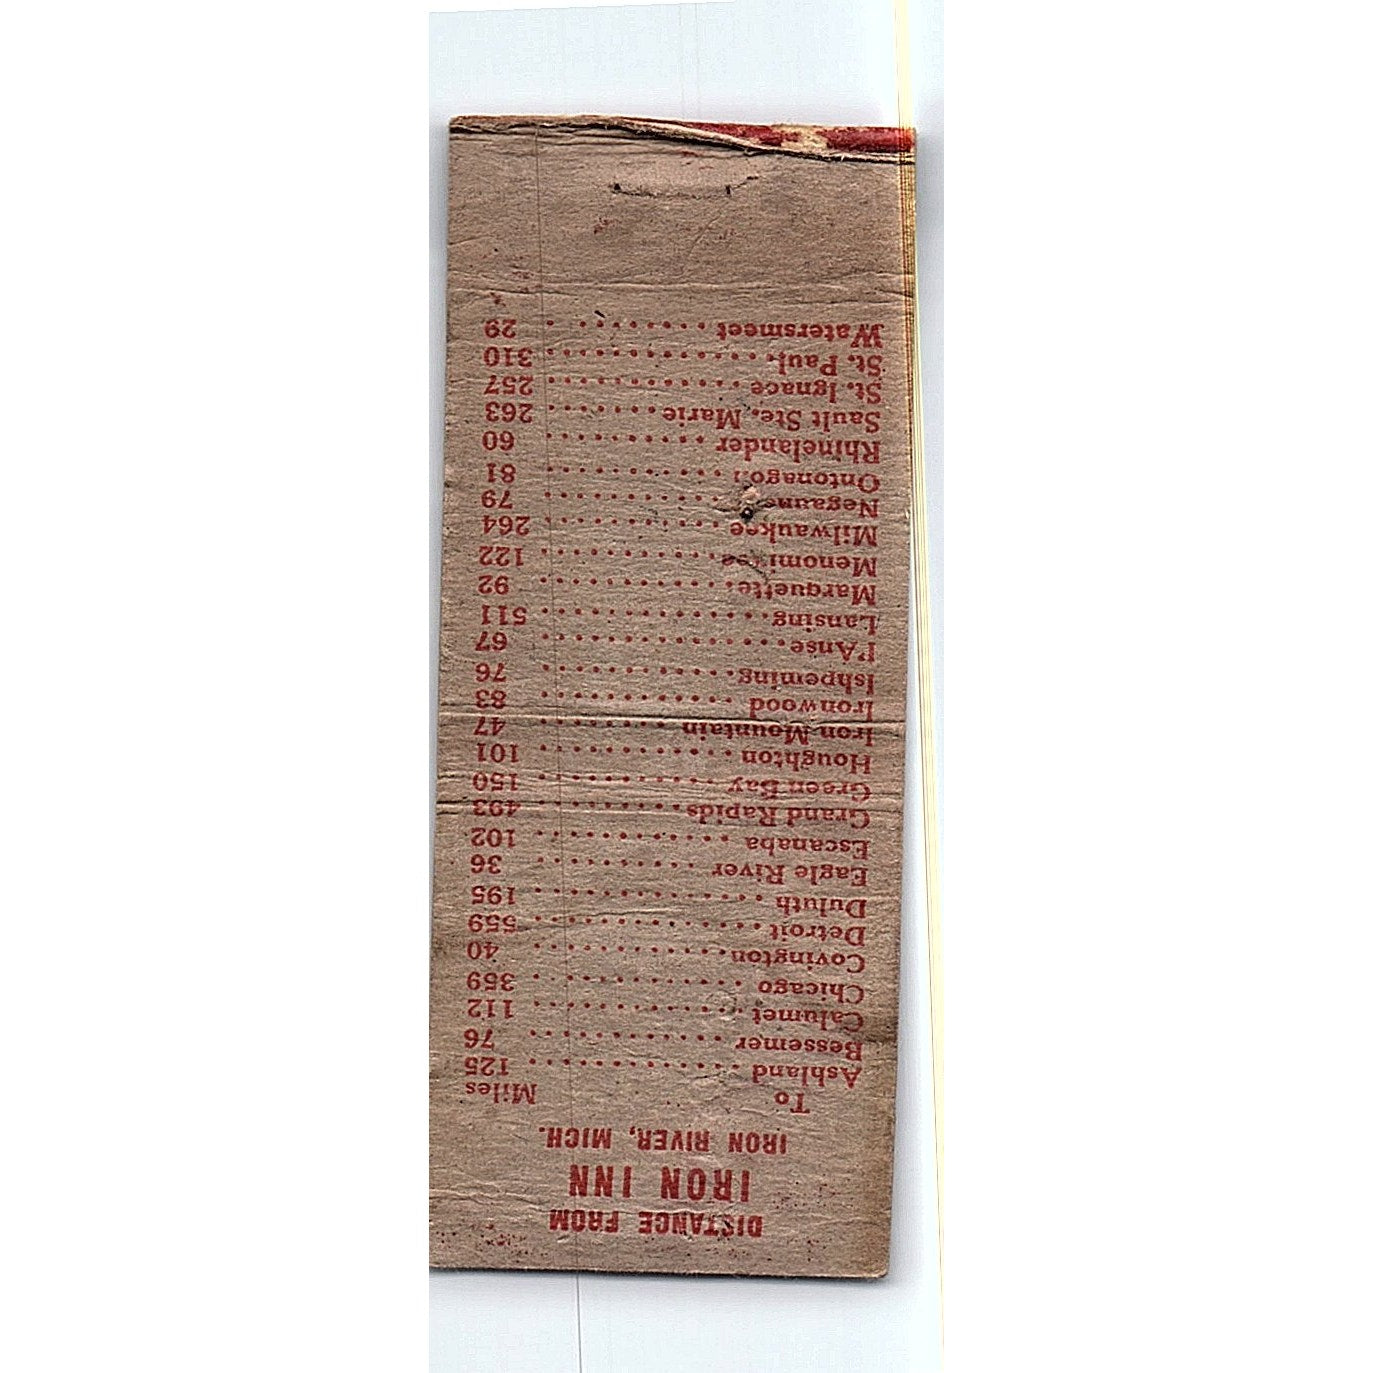 DISTANCE FROM
IRON INN
IRON RIVER, MICH.
To Miles
Ashland 125
Bessemer 76
Calumet 112
Chicago 359
Covington 40
Detroit 559
Duluth 195
Eagle River 36
Escanaba 102
Grand Rapids 493
Green Bay 150
Houghton 101
Iron Mountain 47
Ironwood 83
Ishpeming 76
L'Anse 67
Lansing 511
Marquette 92
Menominee 122
Milwaukee 264
Negaunee 79
Ontonagon 81
Rhinelander 60
Sault Ste. Marie 263
St. Ignace 257
St. Paul 310
Watersmeet 29